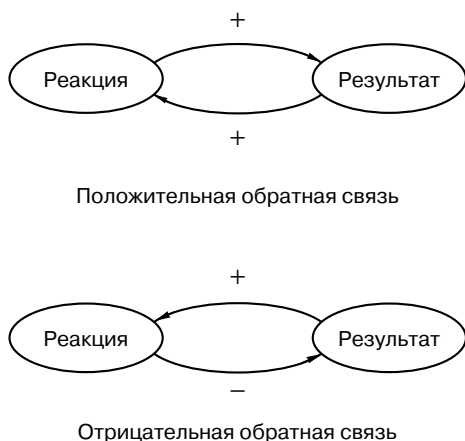 +
Реакция Результат
+
Положительная обратная связь
+
Реакция Результат
−
Отрицательная обратная связь